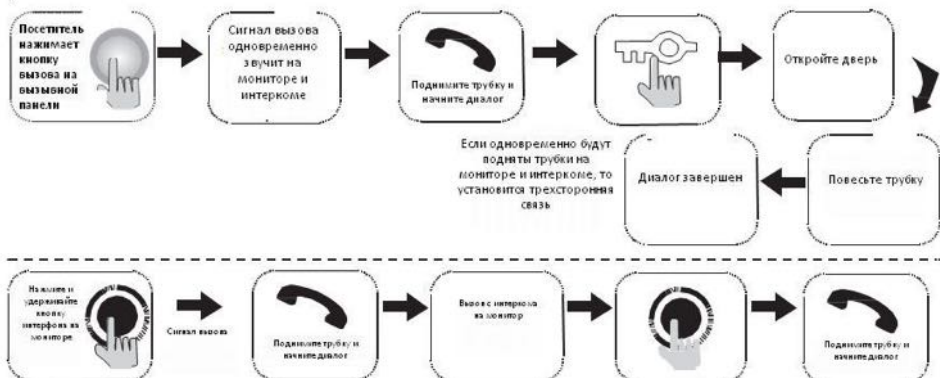 Посетитель
нажимает
кнопку
вызова на
вызывной
панели
Сигнал вызова
одновременно
звучит на
мониторе и
интеркоме
Поднимите трубку и
начните диалог
Откройте дверь
Если одновременно будут
подняты трубки на
мониторе и интеркоме, то
установится трехсторонняя
связь
Диалог завершен
Повесьте трубку
Нажмите и
удерживайте
кнопку
интерфона на
мониторе
Сигнал вызова
Поднимите трубку и
начните диалог
Вызов с интеркома
на монитор
Поднимите трубку и
начните диалог